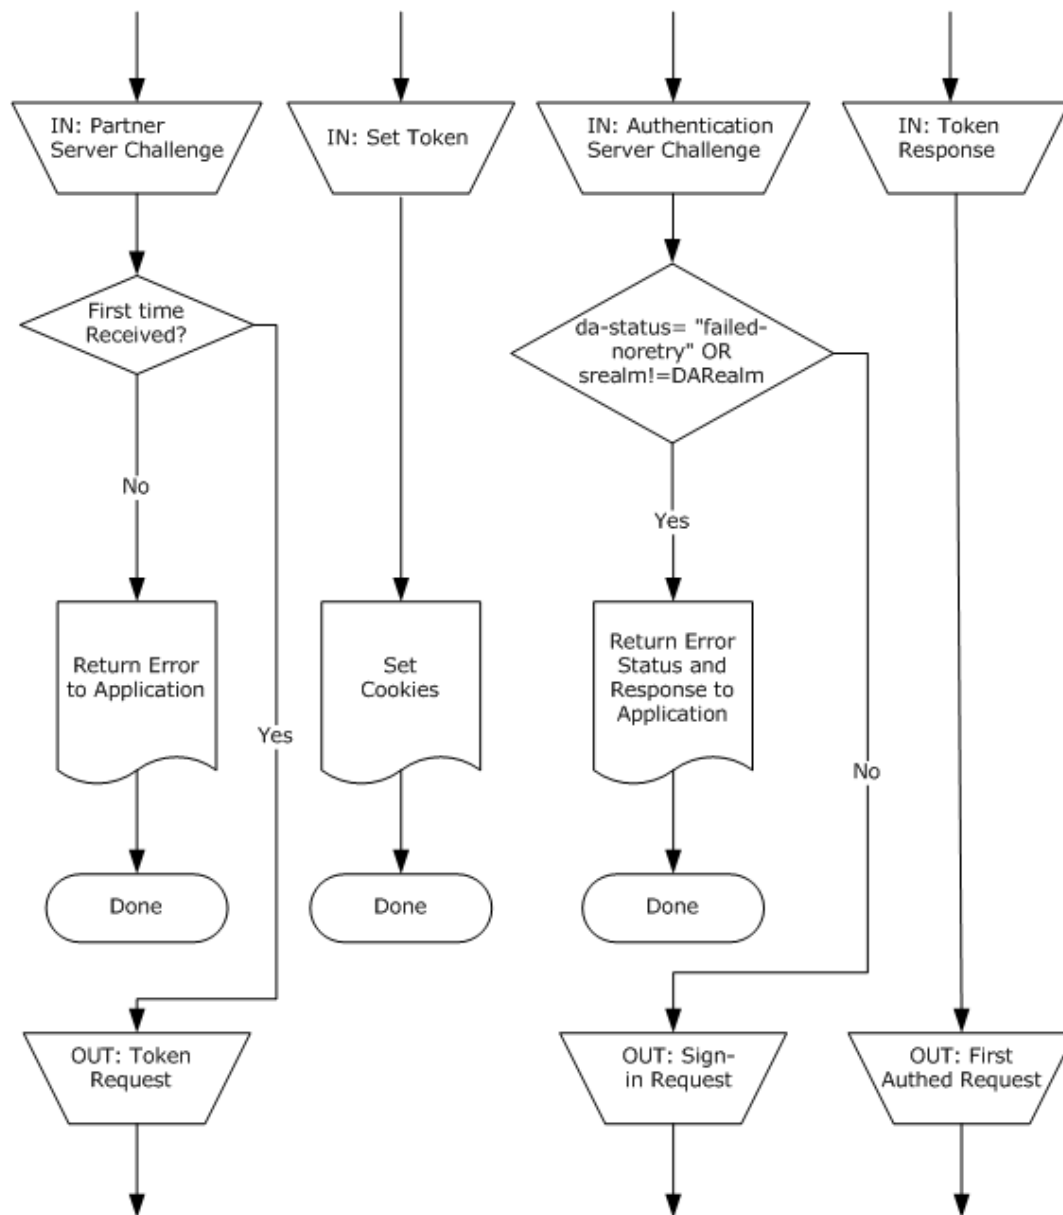 IN: Partner
Server Challenge
IN: Set Token
IN: Authentication
Server Challenge
IN: Token
Response
First time
Received?
da-status= "failed-
noretry" OR
srealm!=DARealm
No
Yes
Return Error
to Application
Set
Cookies
Return Error
Status and
Response to
Application
Yes
No
Done
Done
Done
OUT: Token
Request
OUT: Sign-
in Request
OUT: First
Authed Request